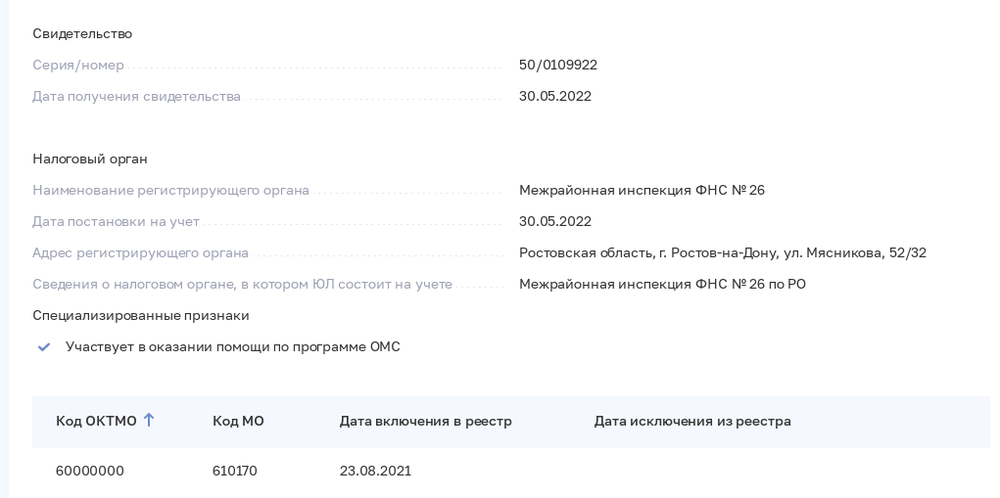 Свидетельство
Серия/номер 50/0109922
Дата получения свидетельства 30.05.2022
Налоговый орган
Наименование регистрирующего органа Межрайонная инспекция ФНС № 26
Дата постановки на учет 30.05.2022
Адрес регистрирующего органа Ростовская область, г. Ростов-на-Дону, ул. Мясникова, 52/32
Сведения о налоговом органе, в котором ЮЛ состоит на учете Межрайонная инспекция ФНС № 26 по РО
Специализированные признаки
Участвует в оказании помощи по программе ОМС
Код ОКТМО Код МО Дата включения в реестр Дата исключения из реестра
60000000 610170 23.08.2021